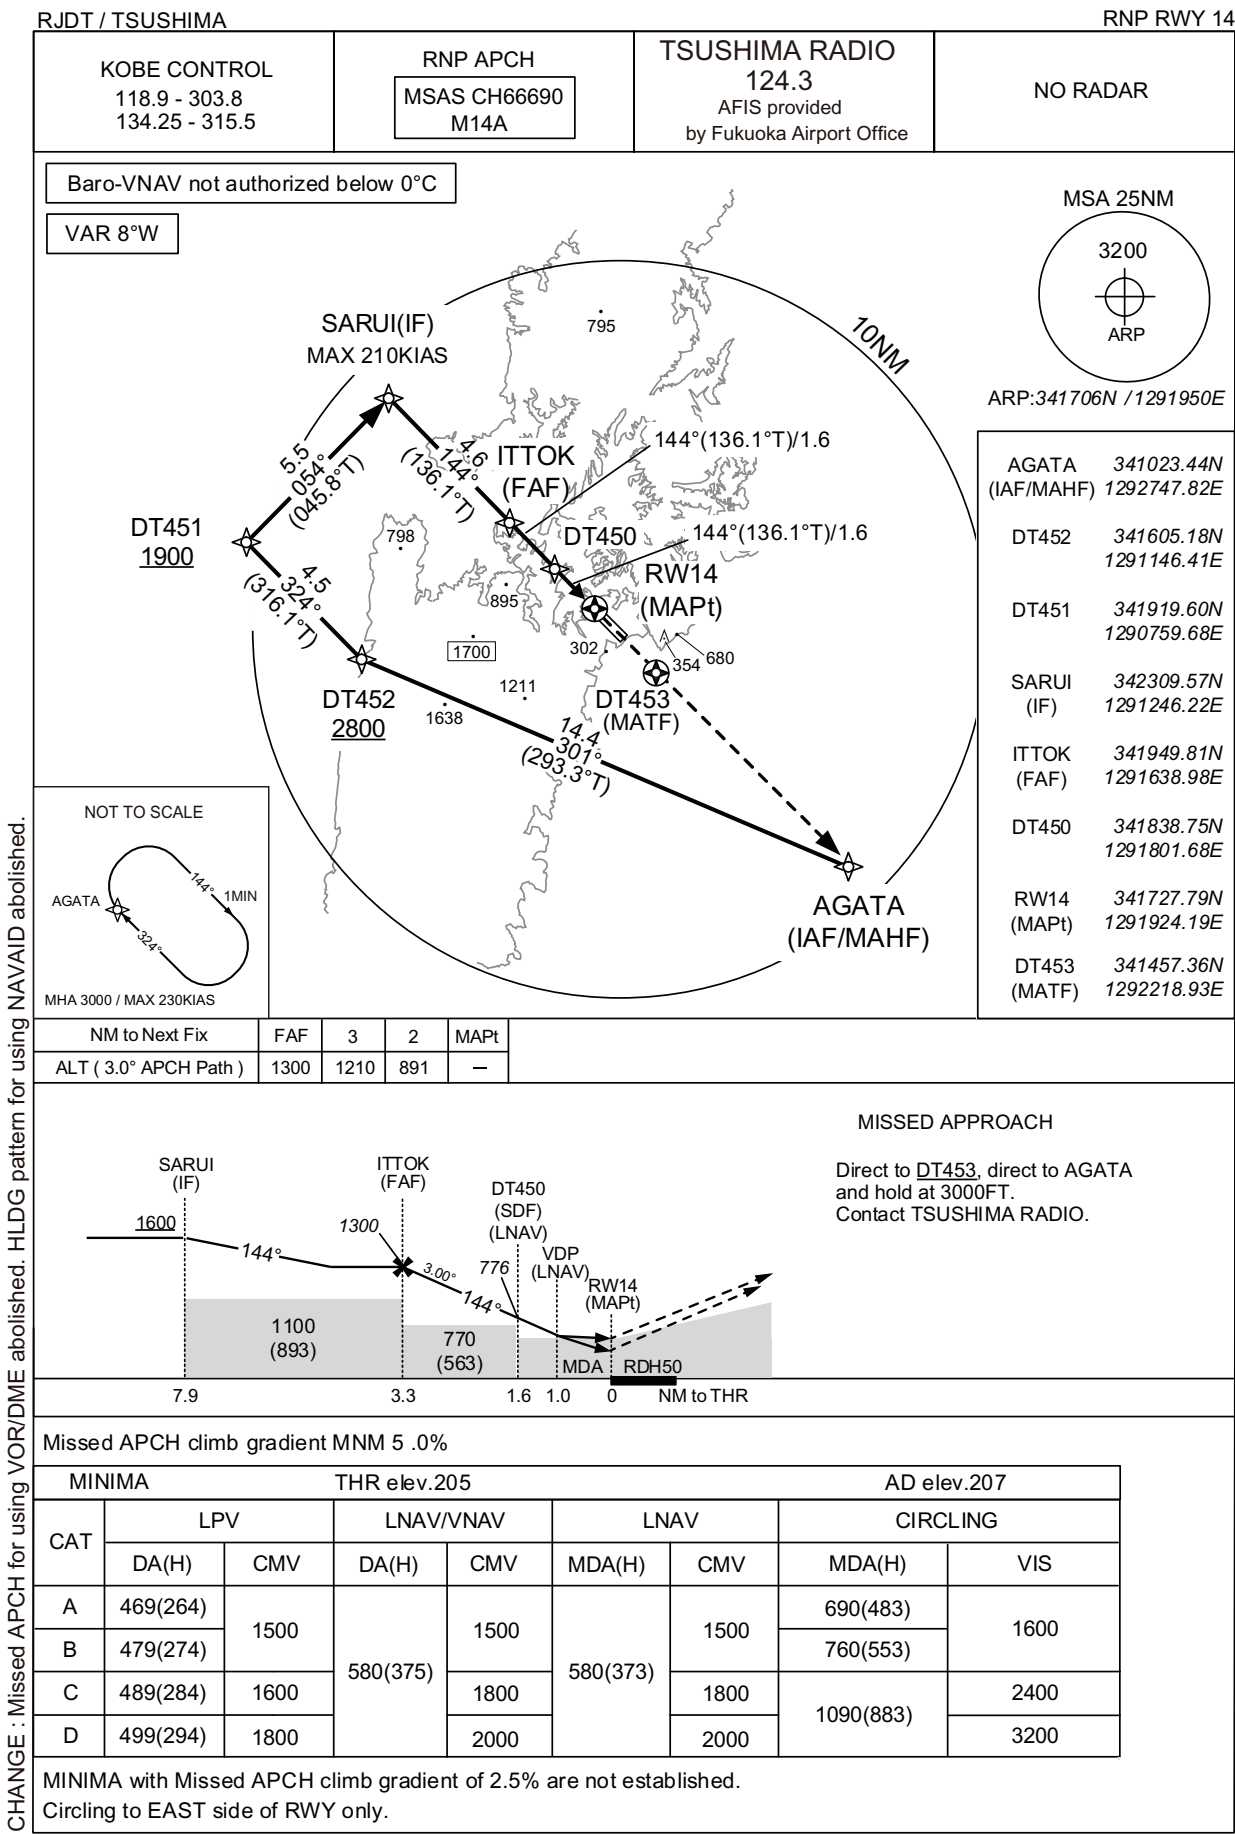 RJDT / TSUSHIMA
RNP RWY 14
KOBE CONTROL
118.9 - 303.8
134.25 - 315.5
RNP APCH
MSAS CH66690
M14A
TSUSHIMA RADIO
124.3
AFIS provided
by Fukuoka Airport Office
NO RADAR
Baro-VNAV not authorized below 0°C
VAR 8°W
MSA 25NM
3200
ARP
ARP:341706N /1291950E
10NM
795
SARUI(IF)
MAX 210KIAS
5.5
054°
(045.8°T)
4.6
144°
(136.1°T)
ITTOK
(FAF)
144°(136.1°T)/1.6
144°(136.1°T)/1.6
DT451
1900
798
DT450
RW14
(MAPt)
4.5
324°
(316.1°T)
895
1700
302
354
680
DT452
2800
1638
1211
DT453
(MATF)
14.4
301°
(293.3°T)
AGATA
(IAF/MAHF)
AGATA 341023.44N
(IAF/MAHF) 1292747.82E
DT452 341605.18N
1291146.41E
DT451 341919.60N
1290759.68E
SARUI 342309.57N
(IF) 1291246.22E
ITTOK 341949.81N
(FAF) 1291638.98E
DT450 341838.75N
1291801.68E
RW14 341727.79N
(MAPt) 1291924.19E
DT453 341457.36N
(MATF) 1292218.93E
NOT TO SCALE
AGATA
144°
1MIN
324°
MHA 3000 / MAX 230KIAS
NM to Next Fix FAF 3 2 MAPt
ALT ( 3.0° APCH Path ) 1300 1210 891 —
MISSED APPROACH
Direct to DT453, direct to AGATA
and hold at 3000FT.
Contact TSUSHIMA RADIO.
SARUI
(IF)
1600
144°
ITTOK
(FAF)
1300
3.00°
144°
DT450
(SDF)
(LNAV)
776
VDP
(LNAV)
RW14
(MAPt)
1100
(893)
770
(563)
MDA
RDH50
7.9 3.3 1.6 1.0 0 NM to THR
Missed APCH climb gradient MNM 5 .0%
MINIMA THR elev.205 AD elev.207
CAT LPV LNAV/VNAV LNAV CIRCLING
DA(H) CMV DA(H) CMV MDA(H) CMV MDA(H) VIS
A 469(264) 1500 580(375) 1500 580(373) 1500 690(483) 1600
B 479(274) 760(553)
C 489(284) 1600 1800 1800 1090(883) 2400
D 499(294) 1800 2000 2000 3200
MINIMA with Missed APCH climb gradient of 2.5% are not established.
Circling to EAST side of RWY only.
CHANGE : Missed APCH for using VOR/DME abolished. HLDG pattern for using NAVAID abolished.